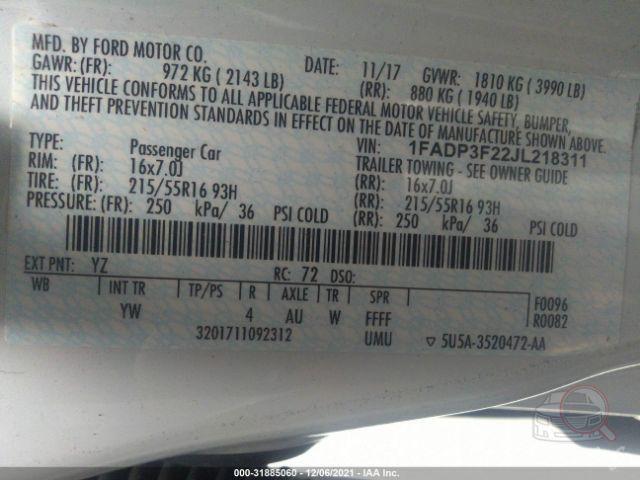 MFD. BY FORD MOTOR CO. DATE: 11/17 GVWR: 1810 KG ( 3990 LB)
GAWR: (FR): 972 KG ( 2143 LB) (RR): 880 KG ( 1940 LB)
THIS VEHICLE CONFORMS TO ALL APPLICABLE FEDERAL MOTOR VEHICLE SAFETY, BUMPER,
AND THEFT PREVENTION STANDARDS IN EFFECT ON THE DATE OF MANUFACTURE SHOWN ABOVE.
VIN: 1FADP3F22JL218311
TYPE: Passenger Car TRAILER TOWING - SEE OWNER GUIDE
RIM: (FR): 16x7.0J (RR): 16x7.0J
TIRE: (FR): 215/55R16 93H (RR): 215/55R16 93H
PRESSURE: (FR): 250 kPa/ 36 PSI COLD (RR): 250 kPa/ 36 PSI COLD
EXT PNT: YZ RC: 72 DSO:
WB INT TR TP/PS R AXLE TR SPR F0096
YW 4 AU W FFFF R0082
3201711092312 UMU ▽ 5U5A-3520472-AA
000-31885060 - 12/06/2021 - IAA Inc.